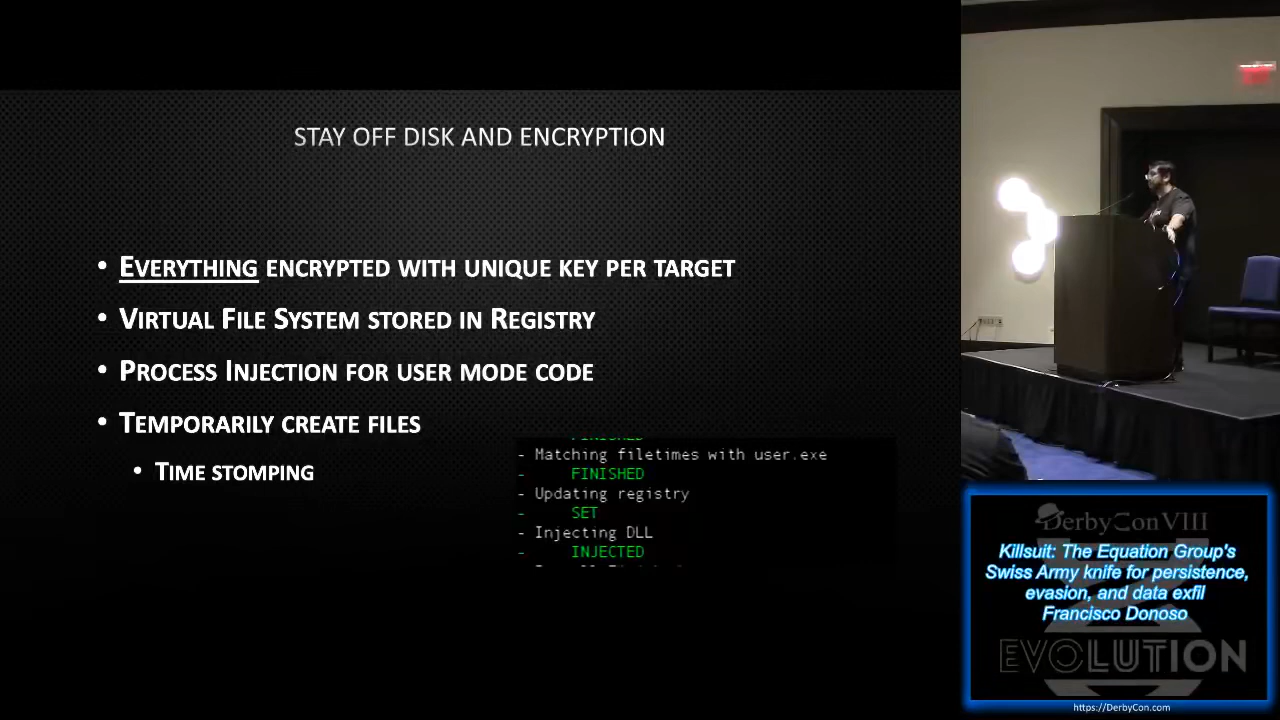 STAY OFF DISK AND ENCRYPTION
• EVERYTHING ENCRYPTED WITH UNIQUE KEY PER TARGET
• VIRTUAL FILE SYSTEM STORED IN REGISTRY
• PROCESS INJECTION FOR USER MODE CODE
• TEMPORARILY CREATE FILES
• TIME STOMPING
FINISHED
- Matching filetimes with user.exe
- FINISHED
- Updating registry
- SET
- Injecting DLL
- INJECTED
DerbyCon VIII
Killsuit: The Equation Group's
Swiss Army knife for persistence,
evasion, and data exfil
Francisco Donoso
EVOLUTION
https://DerbyCon.com